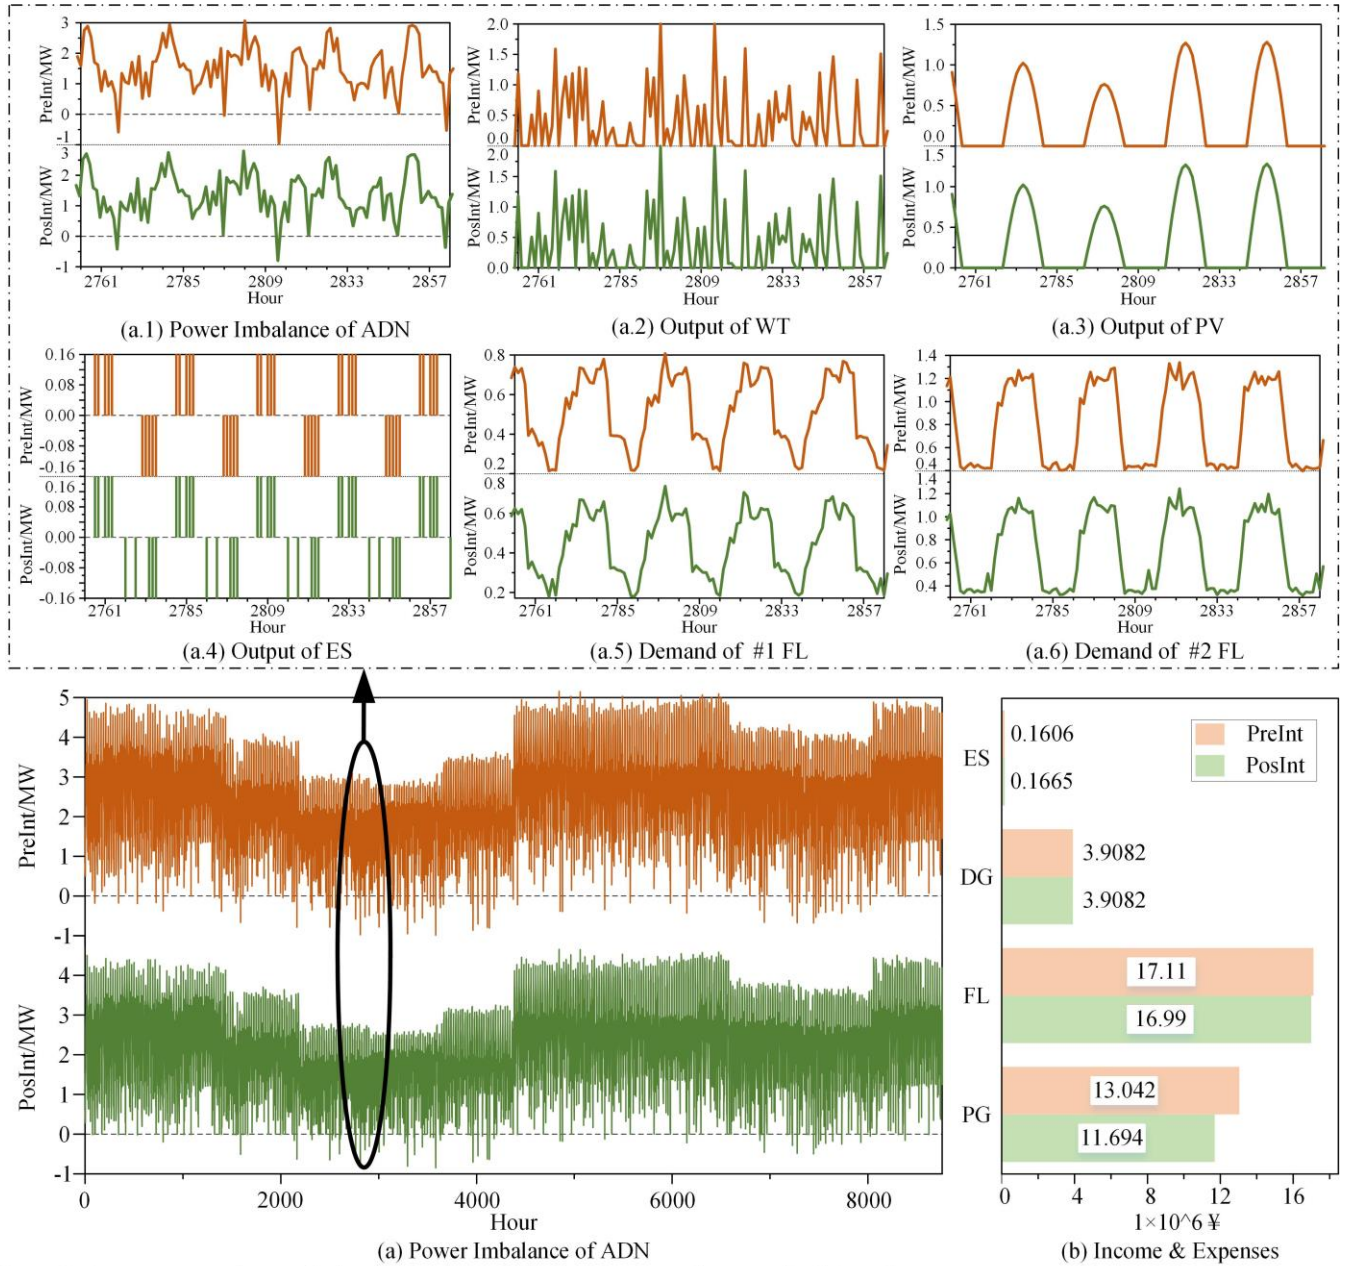 3
2
1
0
-1
PreInt/MW
3
2
1
0
-1
PosInt/MW
2761 2785 2809 2833 2857
Hour
(a.1) Power Imbalance of ADN
2.0
1.5
1.0
0.5
0.0
PreInt/MW
2.0
1.5
1.0
0.5
0.0
PosInt/MW
2761 2785 2809 2833 2857
Hour
(a.2) Output of WT
1.5
1.0
0.5
0.0
PreInt/MW
1.5
1.0
0.5
0.0
PosInt/MW
2761 2785 2809 2833 2857
Hour
(a.3) Output of PV
0.16
0.08
0.00
-0.08
-0.16
PreInt/MW
0.16
0.08
0.00
-0.08
-0.16
PosInt/MW
2761 2785 2809 2833 2857
Hour
(a.4) Output of ES
0.8
0.6
0.4
0.2
PreInt/MW
0.8
0.6
0.4
0.2
PosInt/MW
2761 2785 2809 2833 2857
Hour
(a.5) Demand of #1 FL
1.4
1.2
1.0
0.8
0.6
0.4
PreInt/MW
1.2
1.0
0.8
0.6
0.4
PosInt/MW
2761 2785 2809 2833 2857
Hour
(a.6) Demand of #2 FL
5
4
3
2
1
0
-1
PreInt/MW
4
3
2
1
0
-1
PosInt/MW
0 2000 4000 6000 8000
Hour
(a) Power Imbalance of ADN
PreInt
PosInt
ES
0.1606
0.1665
DG
3.9082
3.9082
FL
17.11
16.99
PG
13.042
11.694
0 4 8 12 16
1×10^6 ¥
(b) Income & Expenses